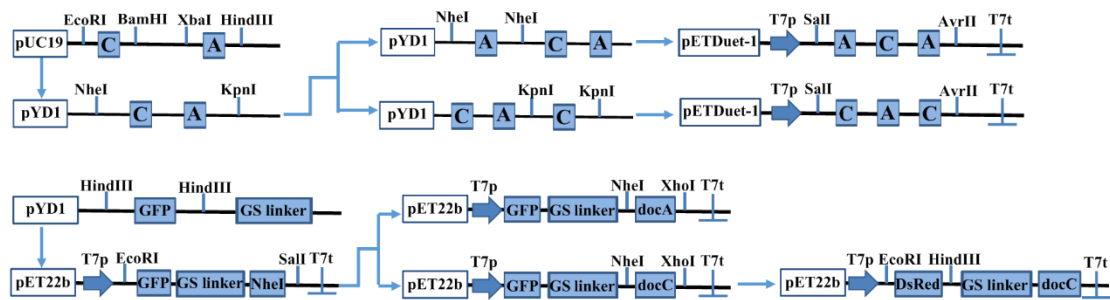 EcoRI BamHI XbaI HindIII
pUC19 C A
NheI NheI
pYD1 A C A
T7p SalI AvrII T7t
pETDuet-1 A C A
NheI KpnI
pYD1 C A
KpnI KpnI
pYD1 C A C
T7p SalI AvrII T7t
pETDuet-1 C A C
HindIII HindIII
pYD1 GFP GS linker
T7p NheI XhoI T7t
pET22b GFP GS linker docA
T7p EcoRI SalI T7t
pET22b GFP GS linker NheI
T7p NheI XhoI T7t
pET22b GFP GS linker docC
T7p EcoRI HindIII T7t
pET22b DsRed GS linker docC